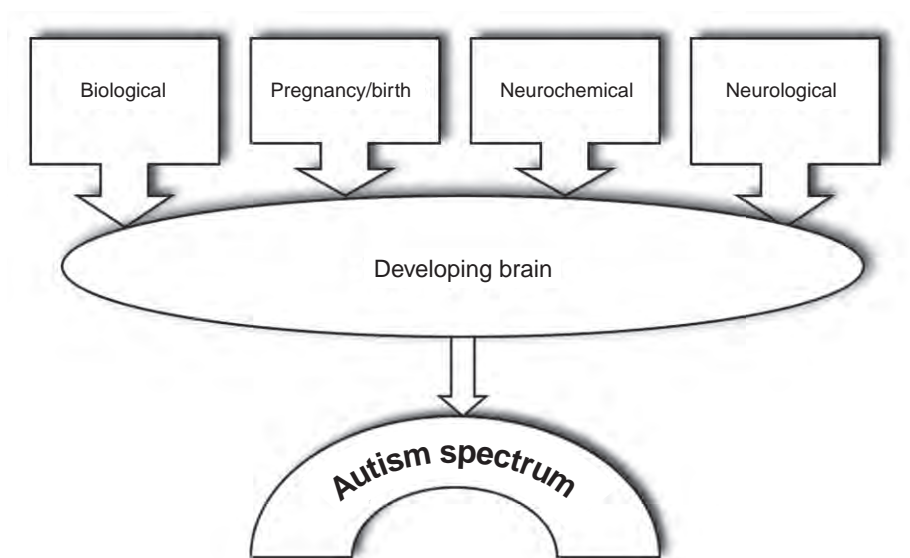 Biological
Pregnancy/birth
Neurochemical
Neurological
Developing brain
Autism spectrum